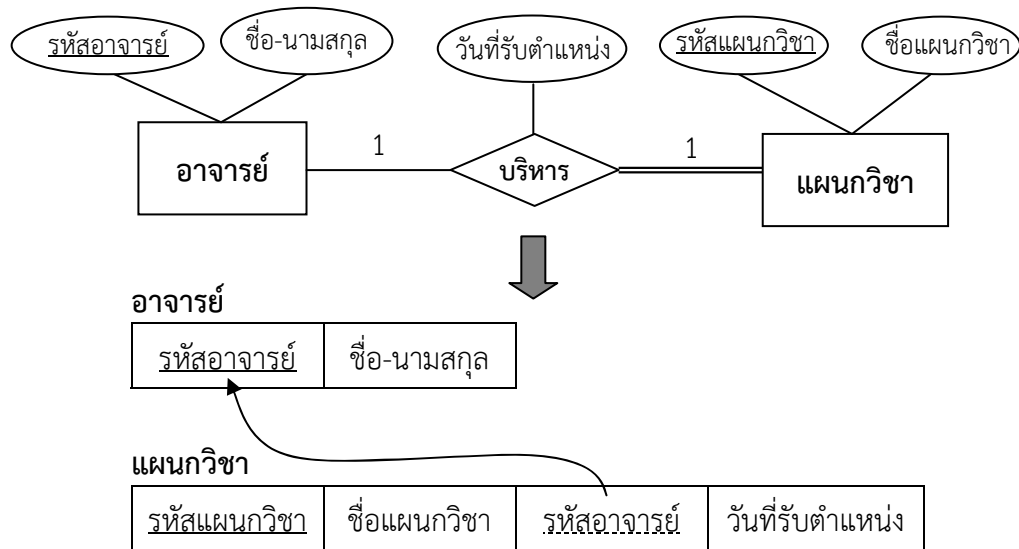 รหัสอาจารย์ ชื่อ-นามสกุล วันที่รับตำแหน่ง รหัสแผนกวิชา ชื่อแผนกวิชา
อาจารย์ 1 บริหาร 1 แผนกวิชา
อาจารย์
รหัสอาจารย์ ชื่อ-นามสกุล
แผนกวิชา
รหัสแผนกวิชา ชื่อแผนกวิชา รหัสอาจารย์ วันที่รับตำแหน่ง